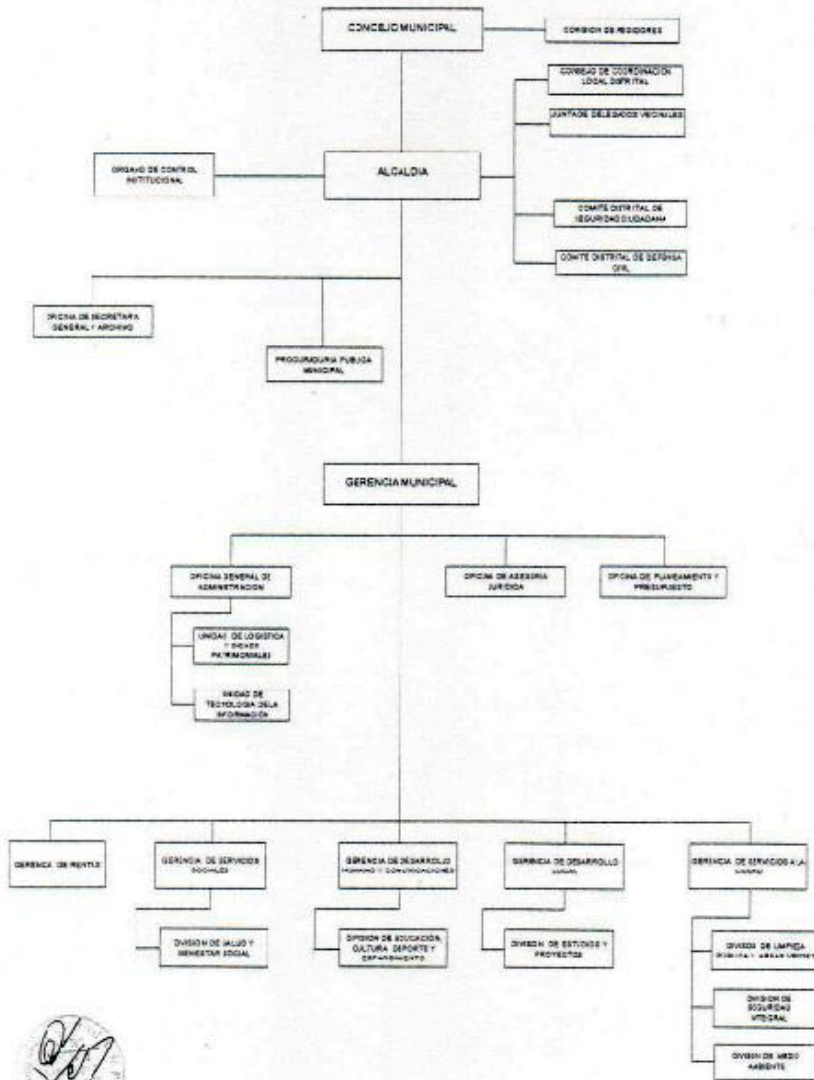 CONCEJO MUNICIPAL
COMISION DE REGIDORES
CONSEJO DE COORDINACION
LOCAL DISTRITAL
JUNTA DE DELEGADOS VECINALES
ORGANO DE CONTROL
INSTITUCIONAL
ALCALDIA
COMITE DISTRITAL DE
SEGURIDAD CIUDADANA
COMITE DISTRITAL DE DEFENSA
CIVIL
OFICINA DE SECRETARIA
GENERAL Y ARCHIVO
PROCURADURIA PUBLICA
MUNICIPAL
GERENCIA MUNICIPAL
OFICINA GENERAL DE
ADMINISTRACION
OFICINA DE ASESORIA
JURIDICA
OFICINA DE PLANEAMIENTO Y
PRESUPUESTO
UNIDAD DE LOGISTICA
Y BIENES
PATRIMONIALES
UNIDAD DE
TECNOLOGIA DE LA
INFORMACIÓN
GERENCIA DE RENTAS
GERENCIA DE SERVICIOS
SOCIALES
GERENCIA DE DESARROLLO
HUMANO Y COMUNICACIONES
GERENCIA DE DESARROLLO
GERENCIA DE SERVICIOS A LA
DIVISION DE SALUD Y
BIENESTAR SOCIAL
DIVISION DE EDUCACIÓN,
CULTURA, DEPORTE Y
ESPARCIMIENTO
DIVISION DE ESTUDIOS Y
PROYECTOS
DIVISION DE LIMPIEZA
PUBLICA Y AREAS VERDES
DIVISION DE
SEGURIDAD
INTEGRAL
DIVISION DE MEDIO
AMBIENTE